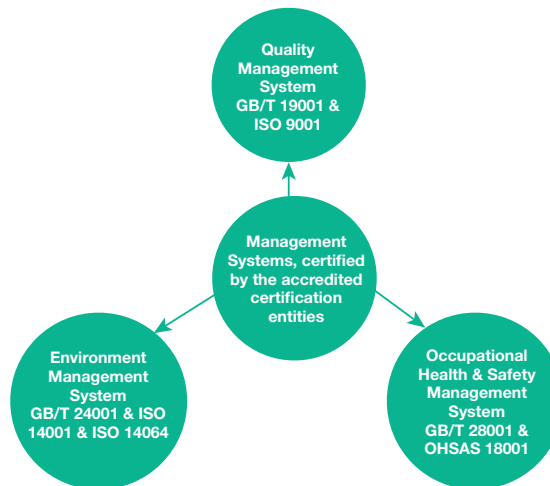 Quality
Management
System
GB/T 19001 &
ISO 9001
Management
Systems, certified
by the accredited
certification
entities
Environment
Management
System
GB/T 24001 & ISO
14001 & ISO 14064
Occupational
Health & Safety
Management
System
GB/T 28001 &
OHSAS 18001